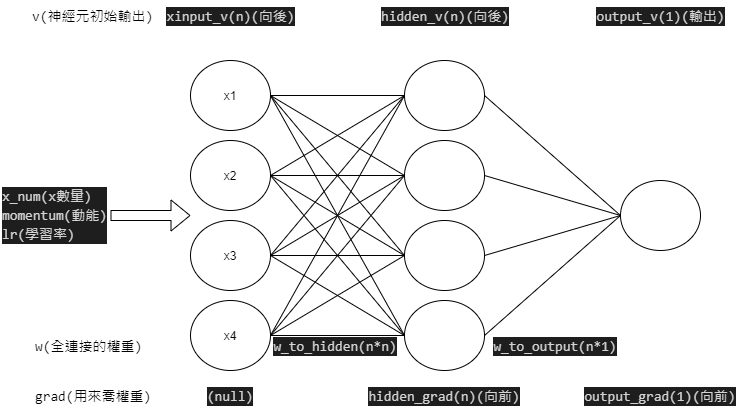 v(神經元初始輸出) xinput_v(n)(向後) hidden_v(n)(向後) output_v(1)(輸出)
x1
x2
x_num(x數量)
momentum(動能)
lr(學習率)
x3
x4
w(全連接的權重) w_to_hidden(n*n) w_to_output(n*1)
grad(用來喬權重) (null) hidden_grad(n)(向前) output_grad(1)(向前)